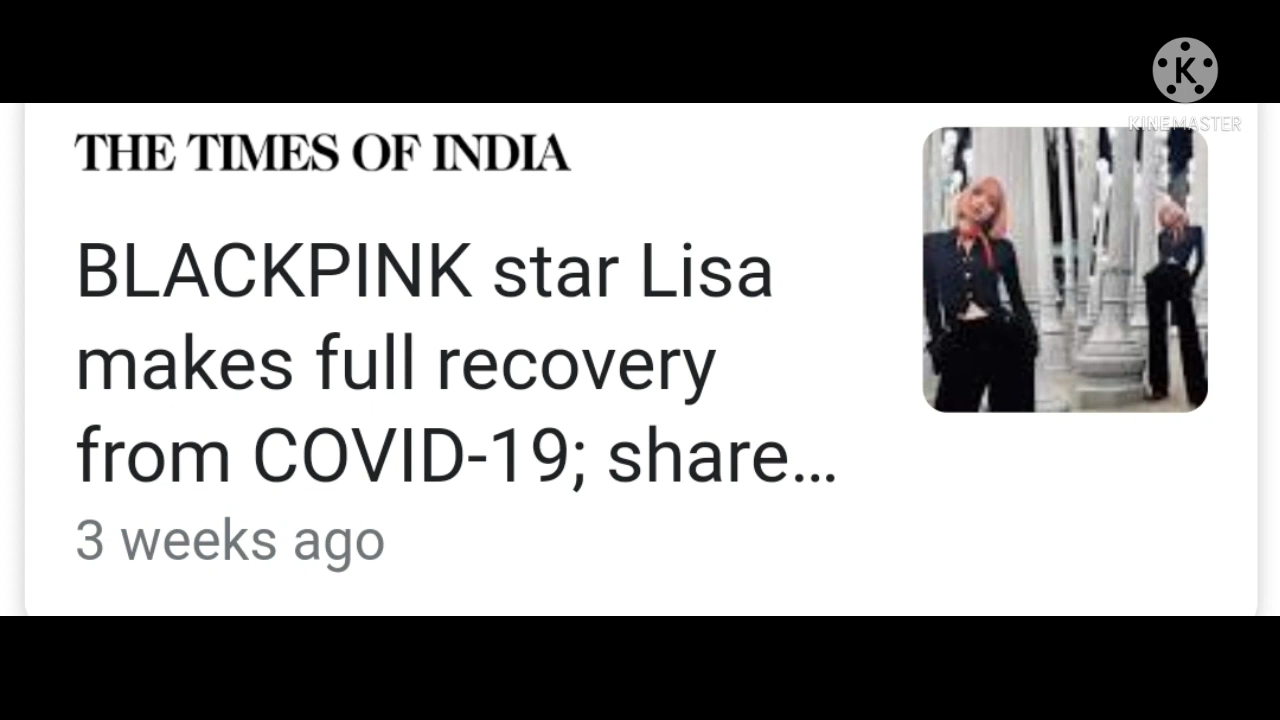 K
KINEMASTER
THE TIMES OF INDIA
BLACKPINK star Lisa
makes full recovery
from COVID-19; share...
3 weeks ago